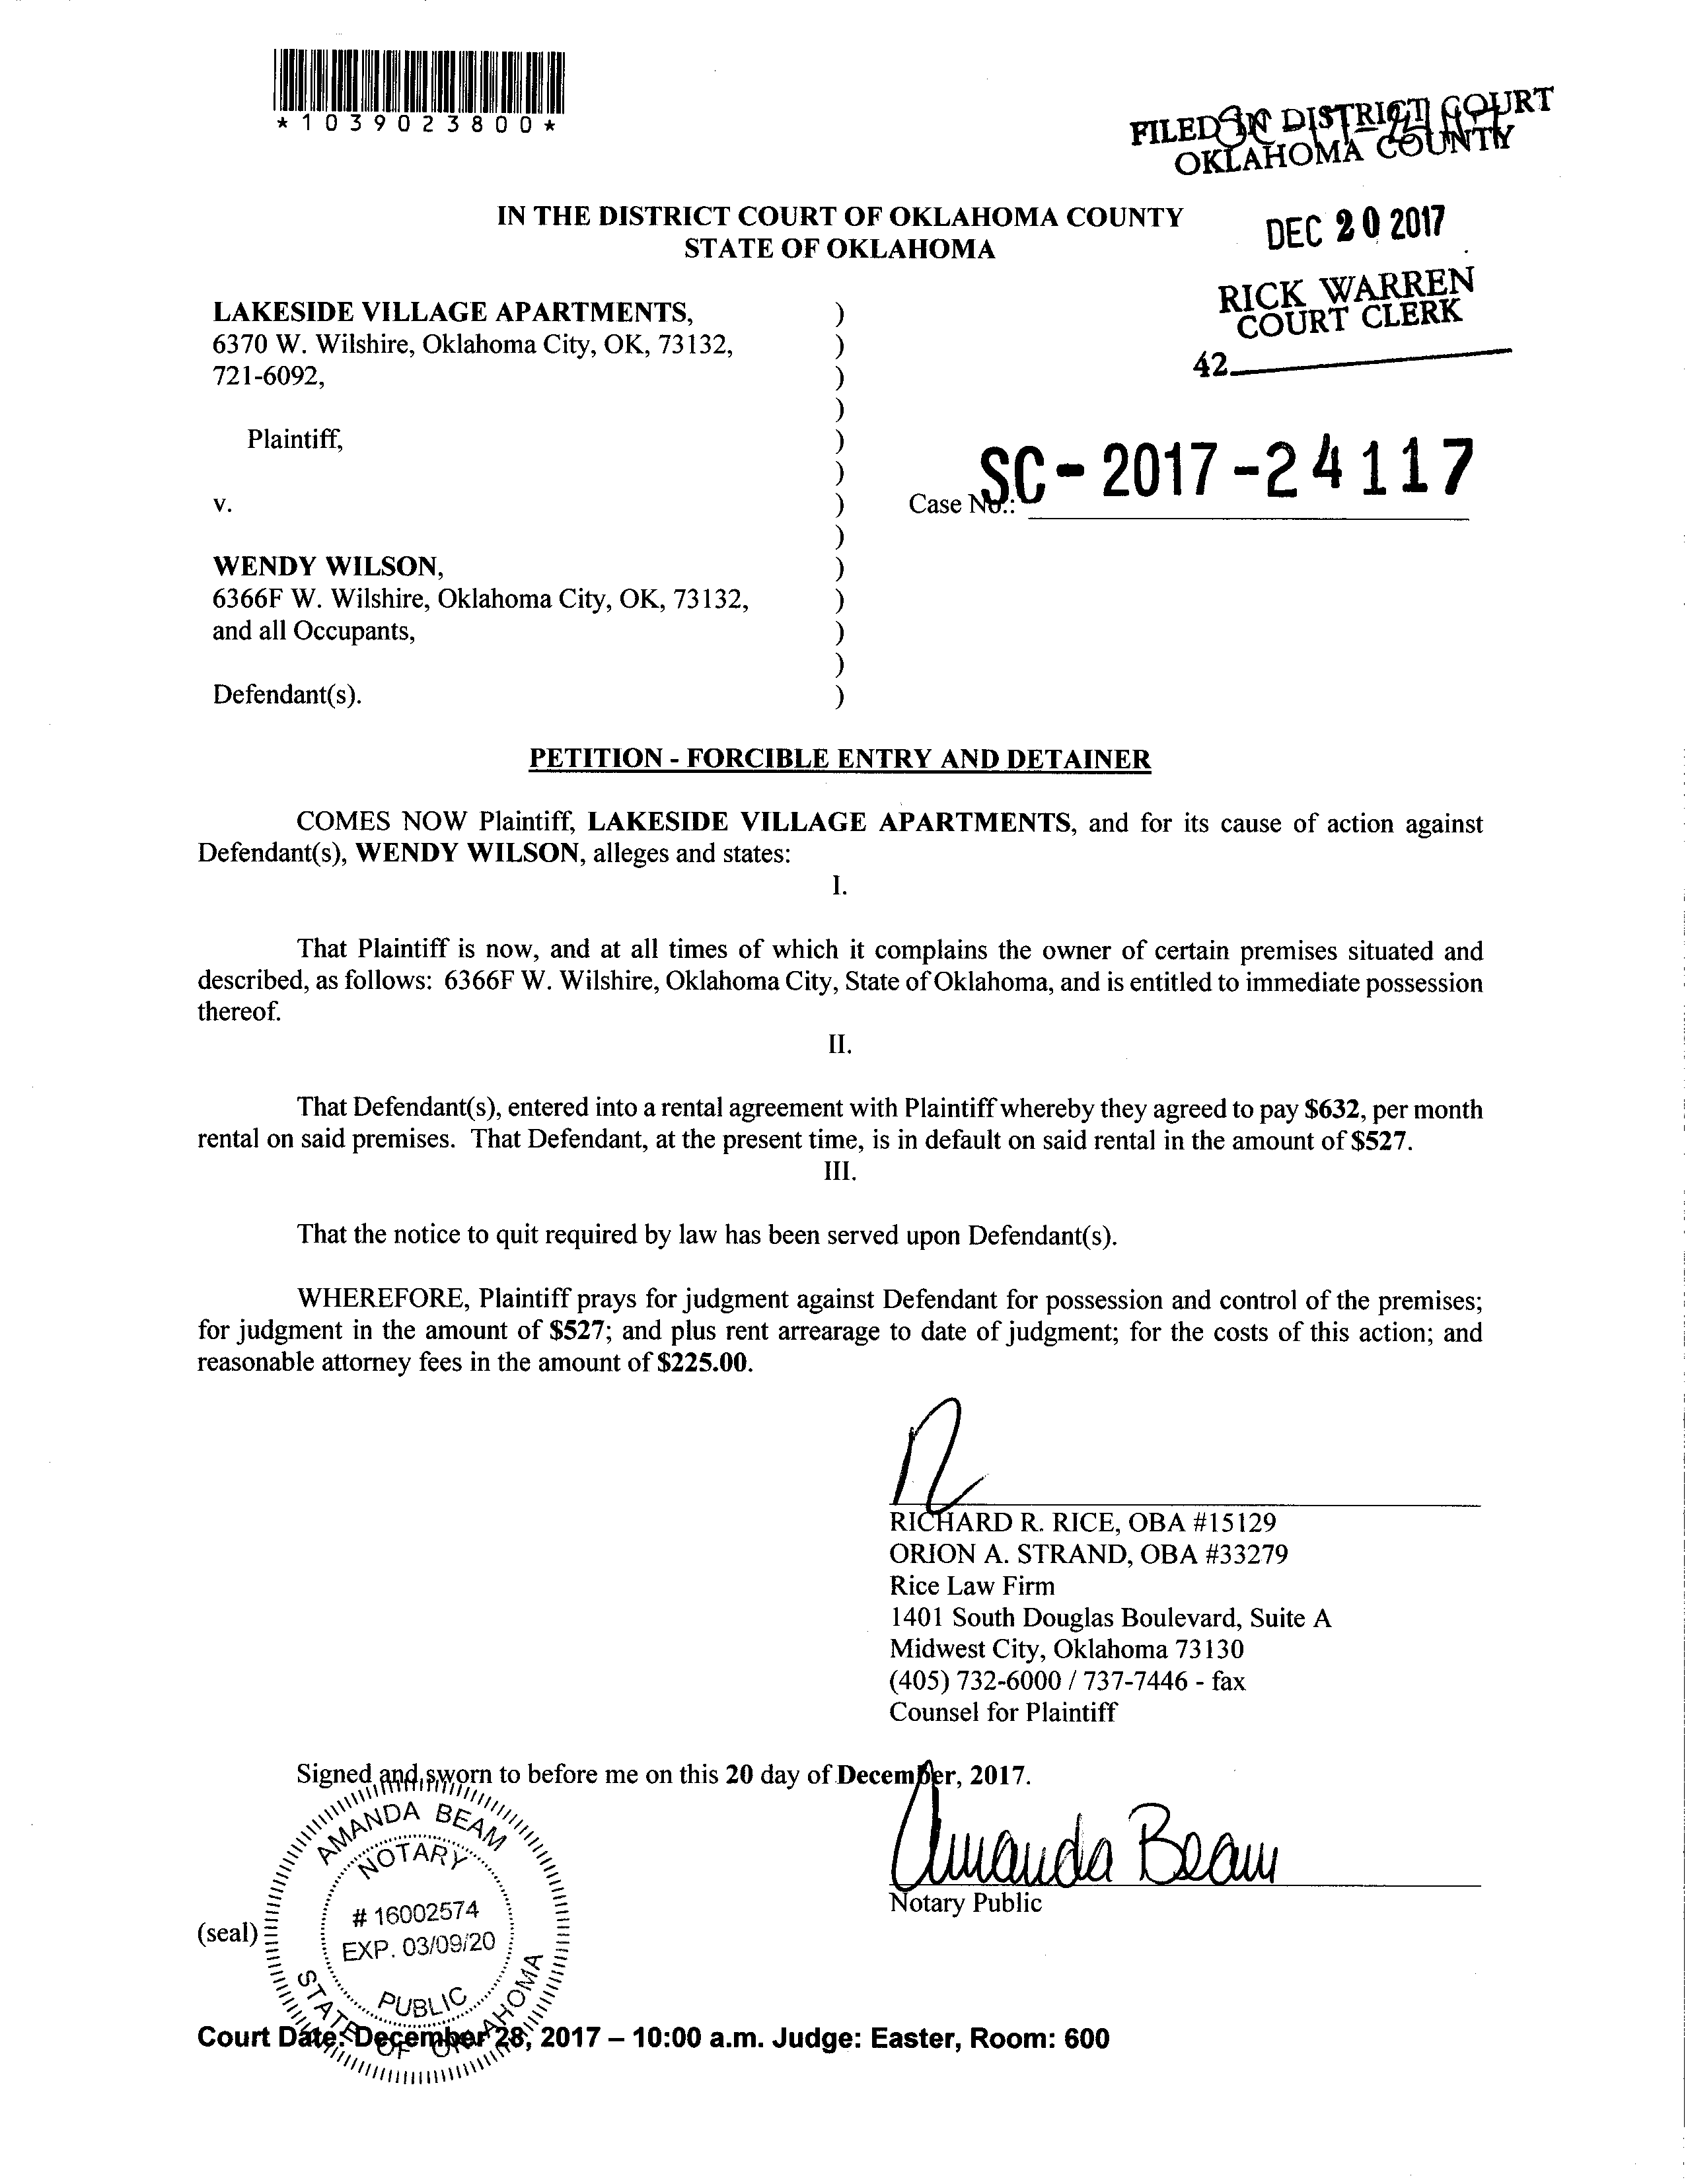 *1039023800*
FILED IN DISTRICT COURT
OKLAHOMA COUNTY
IN THE DISTRICT COURT OF OKLAHOMA COUNTY
STATE OF OKLAHOMA
DEC 20 2017
RICK WARREN
COURT CLERK
42
LAKESIDE VILLAGE APARTMENTS, )
6370 W. Wilshire, Oklahoma City, OK, 73132, )
721-6092, )
)
Plaintiff, )
)
v. ) Case No.: SC-2017-24117
)
WENDY WILSON, )
6366F W. Wilshire, Oklahoma City, OK, 73132, )
and all Occupants, )
)
Defendant(s). )
PETITION - FORCIBLE ENTRY AND DETAINER
COMES NOW Plaintiff, LAKESIDE VILLAGE APARTMENTS, and for its cause of action against
Defendant(s), WENDY WILSON, alleges and states:
I.
That Plaintiff is now, and at all times of which it complains the owner of certain premises situated and
described, as follows: 6366F W. Wilshire, Oklahoma City, State of Oklahoma, and is entitled to immediate possession
thereof.
II.
That Defendant(s), entered into a rental agreement with Plaintiff whereby they agreed to pay $632, per month
rental on said premises. That Defendant, at the present time, is in default on said rental in the amount of $527.
III.
That the notice to quit required by law has been served upon Defendant(s).
WHEREFORE, Plaintiff prays for judgment against Defendant for possession and control of the premises;
for judgment in the amount of $527; and plus rent arrearage to date of judgment; for the costs of this action; and
reasonable attorney fees in the amount of $225.00.
RICHARD R. RICE, OBA #15129
ORION A. STRAND, OBA #33279
Rice Law Firm
1401 South Douglas Boulevard, Suite A
Midwest City, Oklahoma 73130
(405) 732-6000 / 737-7446 - fax
Counsel for Plaintiff
Signed and sworn to before me on this 20 day of December, 2017.
Amanda Beam
Notary Public
(seal)
AMANDA BEAM
NOTARY
# 16002574
EXP. 03/09/20
PUBLIC
STATE OF OKLAHOMA
Court Date: December 28, 2017 – 10:00 a.m. Judge: Easter, Room: 600